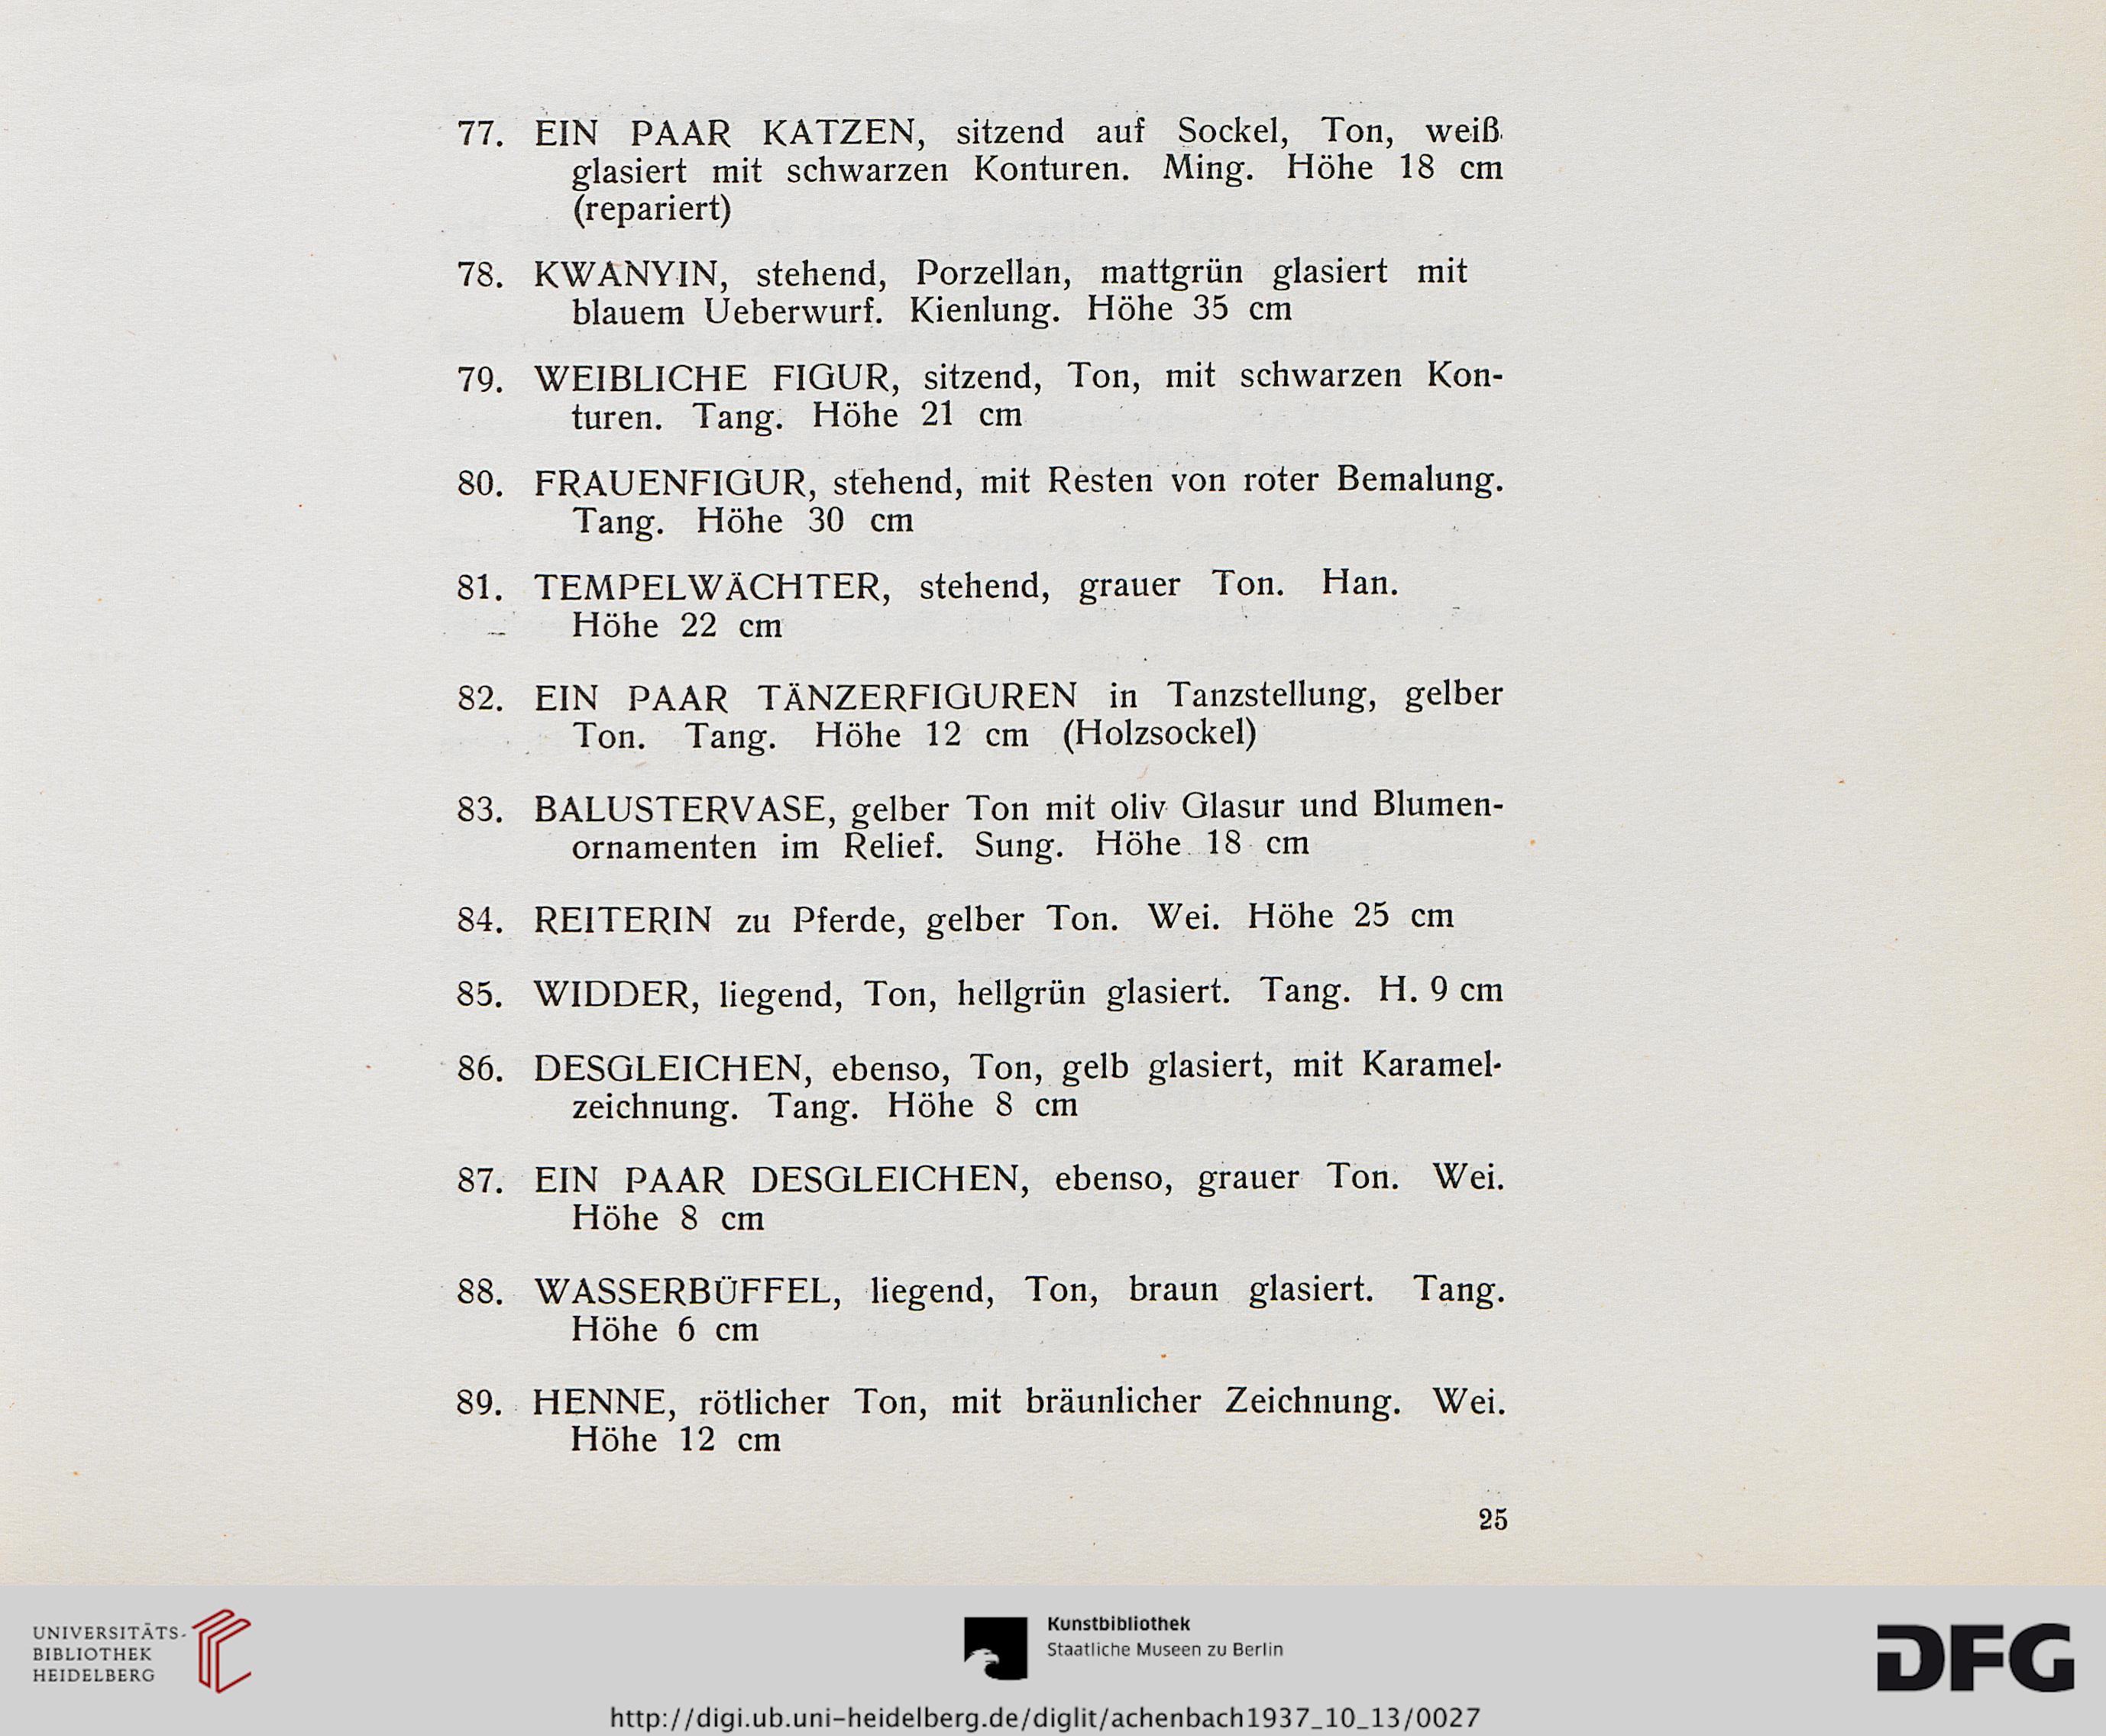 77. EIN PAAR KATZEN, sitzend auf Sockel, Ton, weiß
glasiert mit schwarzen Konturen. Ming. Höhe 18 cm
(repariert)
78. KWANYIN, stehend, Porzellan, mattgrün glasiert mit
blauem Ueberwurf. Kienlung. Höhe 35 cm
79. WEIBLICHE FIGUR, sitzend, Ton, mit schwarzen Kon-
turen. Tang. Höhe 21 cm
80. FRAUENFIGUR, stehend, mit Resten von roter Bemalung.
Tang. Höhe 30 cm
81. TEMPELWÄCHTER, stehend, grauer Ton. Han.
Höhe 22 cm
82. EIN PAAR TÄNZERFIGUREN in Tanzstellung, gelber
Ton. Tang. Höhe 12 cm (Holzsockel)
83. BALUSTERVASE, gelber Ton mit oliv Glasur und Blumen-
ornamenten im Relief. Sung. Höhe 18 cm
84. REITERIN zu Pferde, gelber Ton. Wei. Höhe 25 cm
85. WIDDER, liegend, Ton, hellgrün glasiert. Tang. H. 9 cm
86. DESGLEICHEN, ebenso, Ton, gelb glasiert, mit Karamel-
zeichnung. Tang. Höhe 8 cm
87. EIN PAAR DESGLEICHEN, ebenso, grauer Ton. Wei.
Höhe 8 cm
88. WASSERBÜFFEL, liegend, Ton, braun glasiert. Tang.
Höhe 6 cm
89. HENNE, rötlicher Ton, mit bräunlicher Zeichnung. Wei.
Höhe 12 cm
25
UNIVERSITÄTS-
BIBLIOTHEK
HEIDELBERG
Kunstbibliothek
Staatliche Museen zu Berlin
DFG
http://digi.ub.uni-heidelberg.de/diglit/achenbach1937_10_13/0027